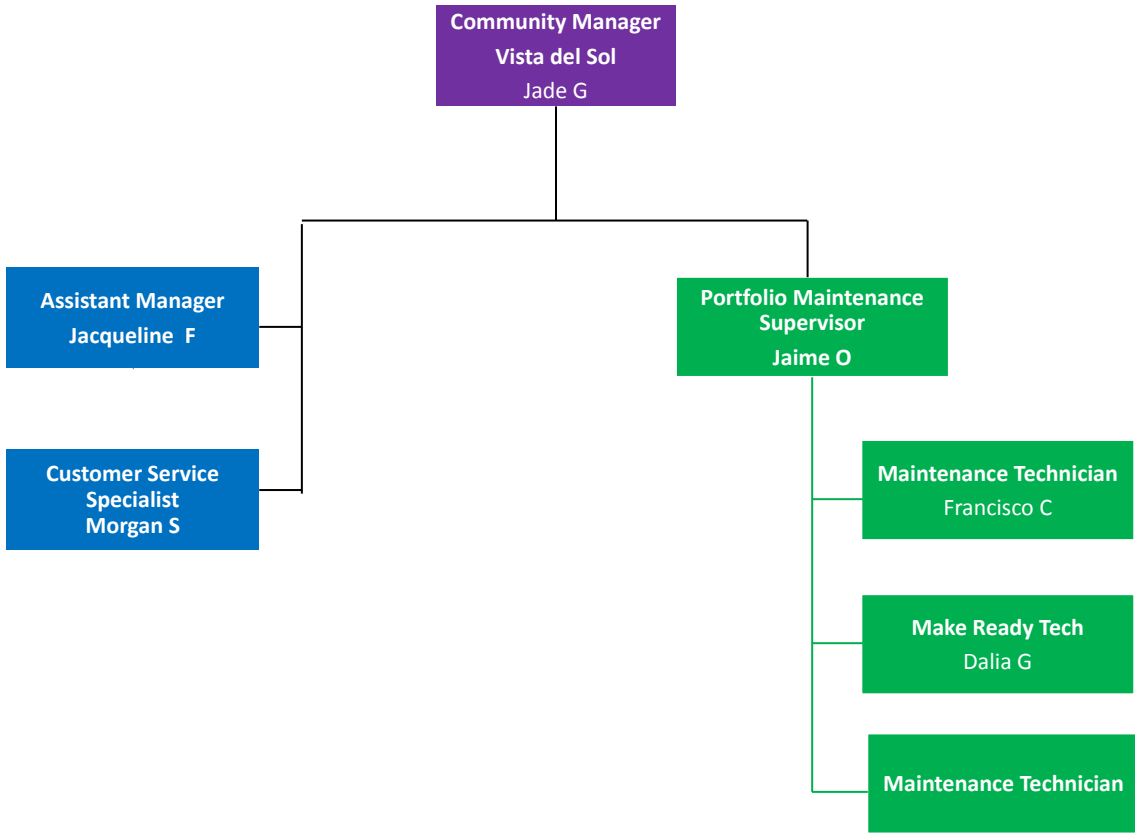 Community Manager
Vista del Sol
Jade G
Assistant Manager
Jacqueline  F
Portfolio Maintenance
Supervisor
Jaime O
Customer Service
Specialist
Morgan S
Maintenance Technician
Francisco C
Make Ready Tech
Dalia G
Maintenance Technician